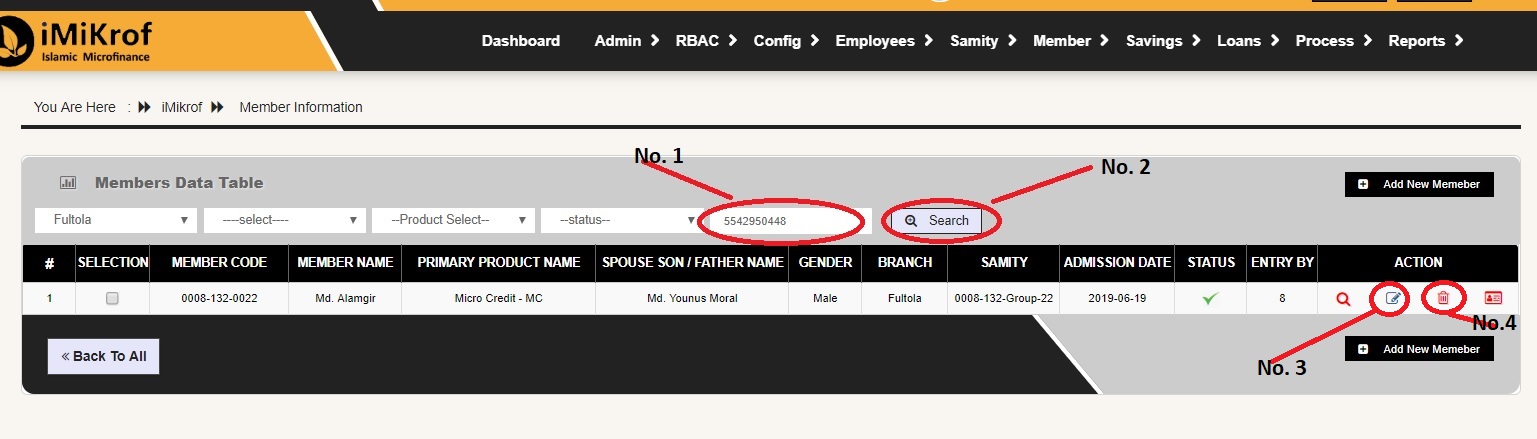 iMiKrof
Islamic Microfinance
Dashboard Admin RBAC Config Employees Samity Member Savings Loans Process Reports
You Are Here : iMikrof Member Information
No. 1
No. 2
Members Data Table
Add New Memeber
Fultola ----select---- --Product Select-- --status-- 5542950448 Search
# SELECTION MEMBER CODE MEMBER NAME PRIMARY PRODUCT NAME SPOUSE SON / FATHER NAME GENDER BRANCH SAMITY ADMISSION DATE STATUS ENTRY BY ACTION
1 0008-132-0022 Md. Alamgir Micro Credit - MC Md. Younus Moral Male Fultola 0008-132-Group-22 2019-06-19 8
No.4
« Back To All
Add New Memeber
No. 3